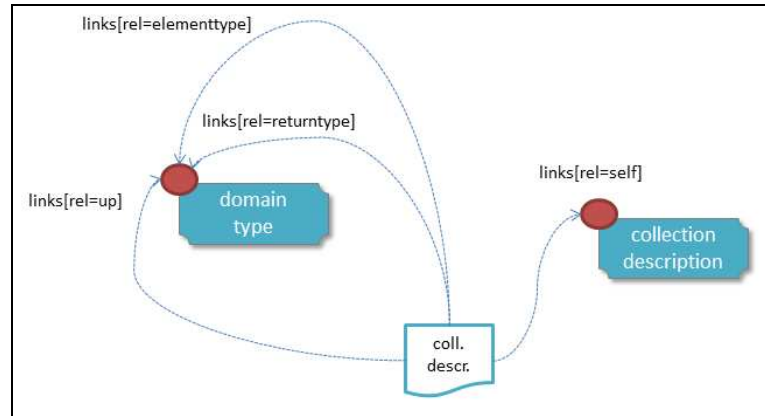 links[rel=elementtype]
links[rel=returntype]
links[rel=self]
links[rel=up]
domain
type
collection
description
coll.
descr.